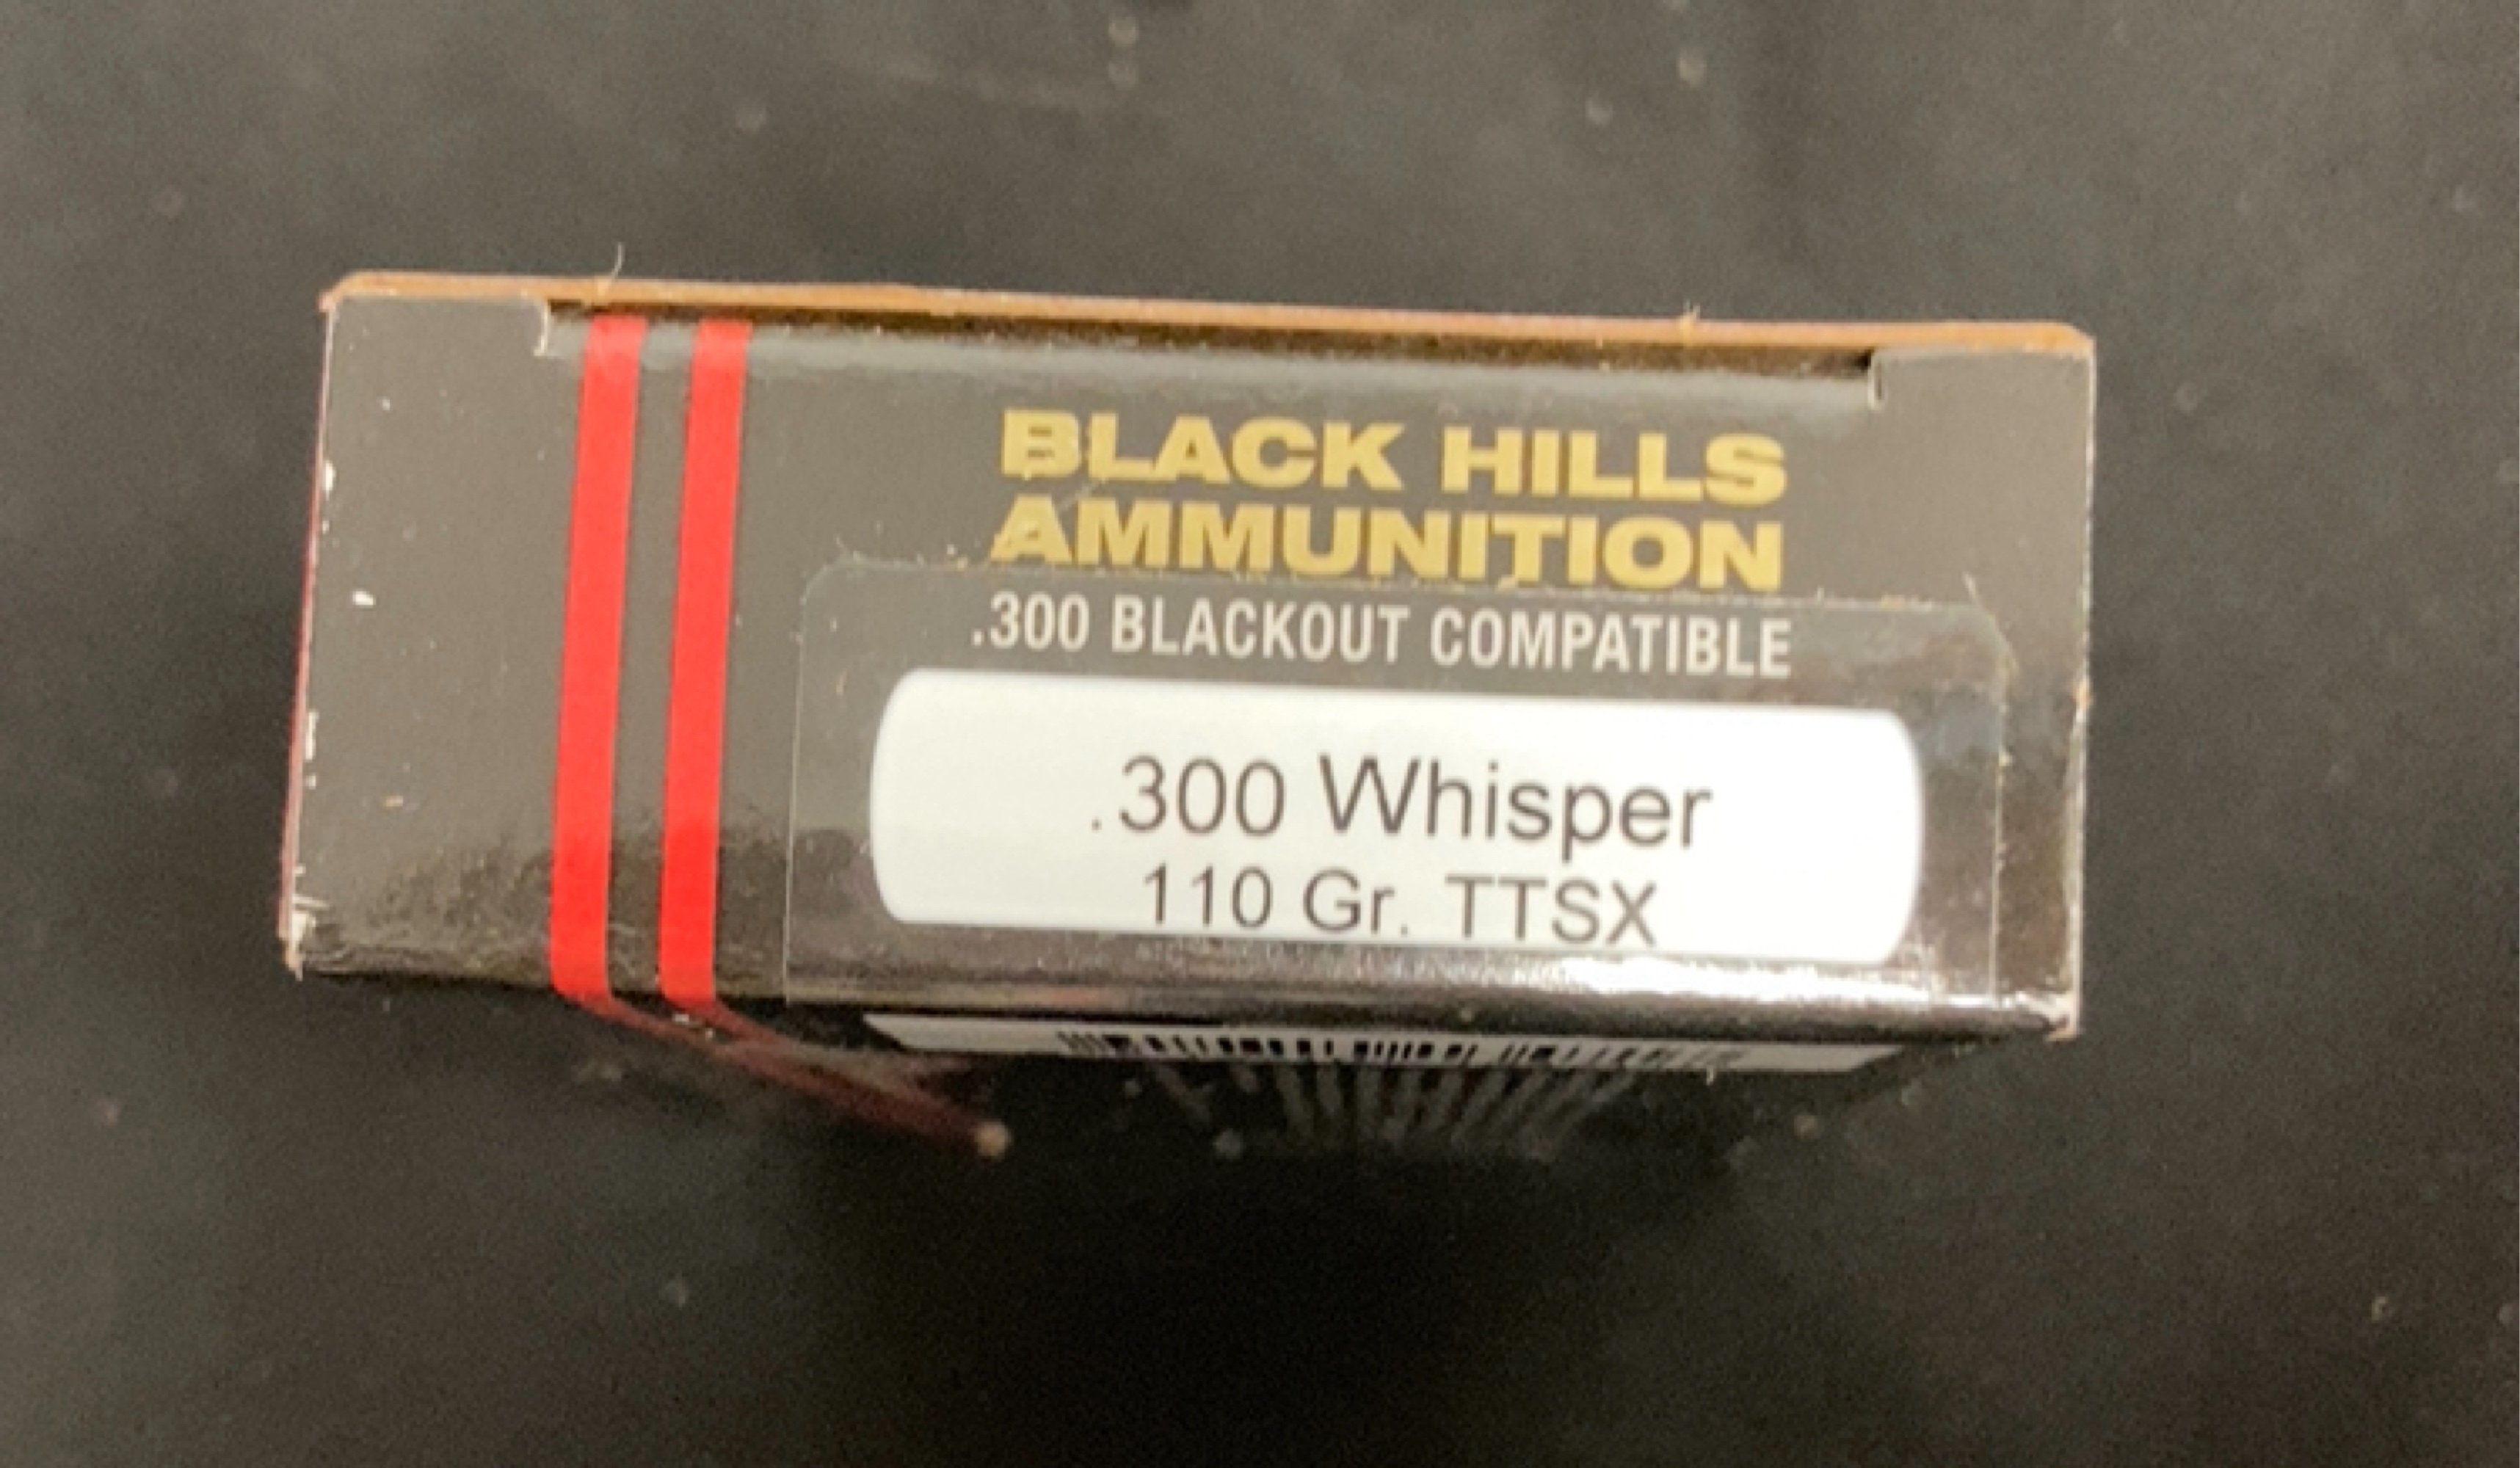 BLACK HILLS
AMMUNITION
.300 BLACKOUT COMPATIBLE
.300 Whisper
110 Gr. TTSX